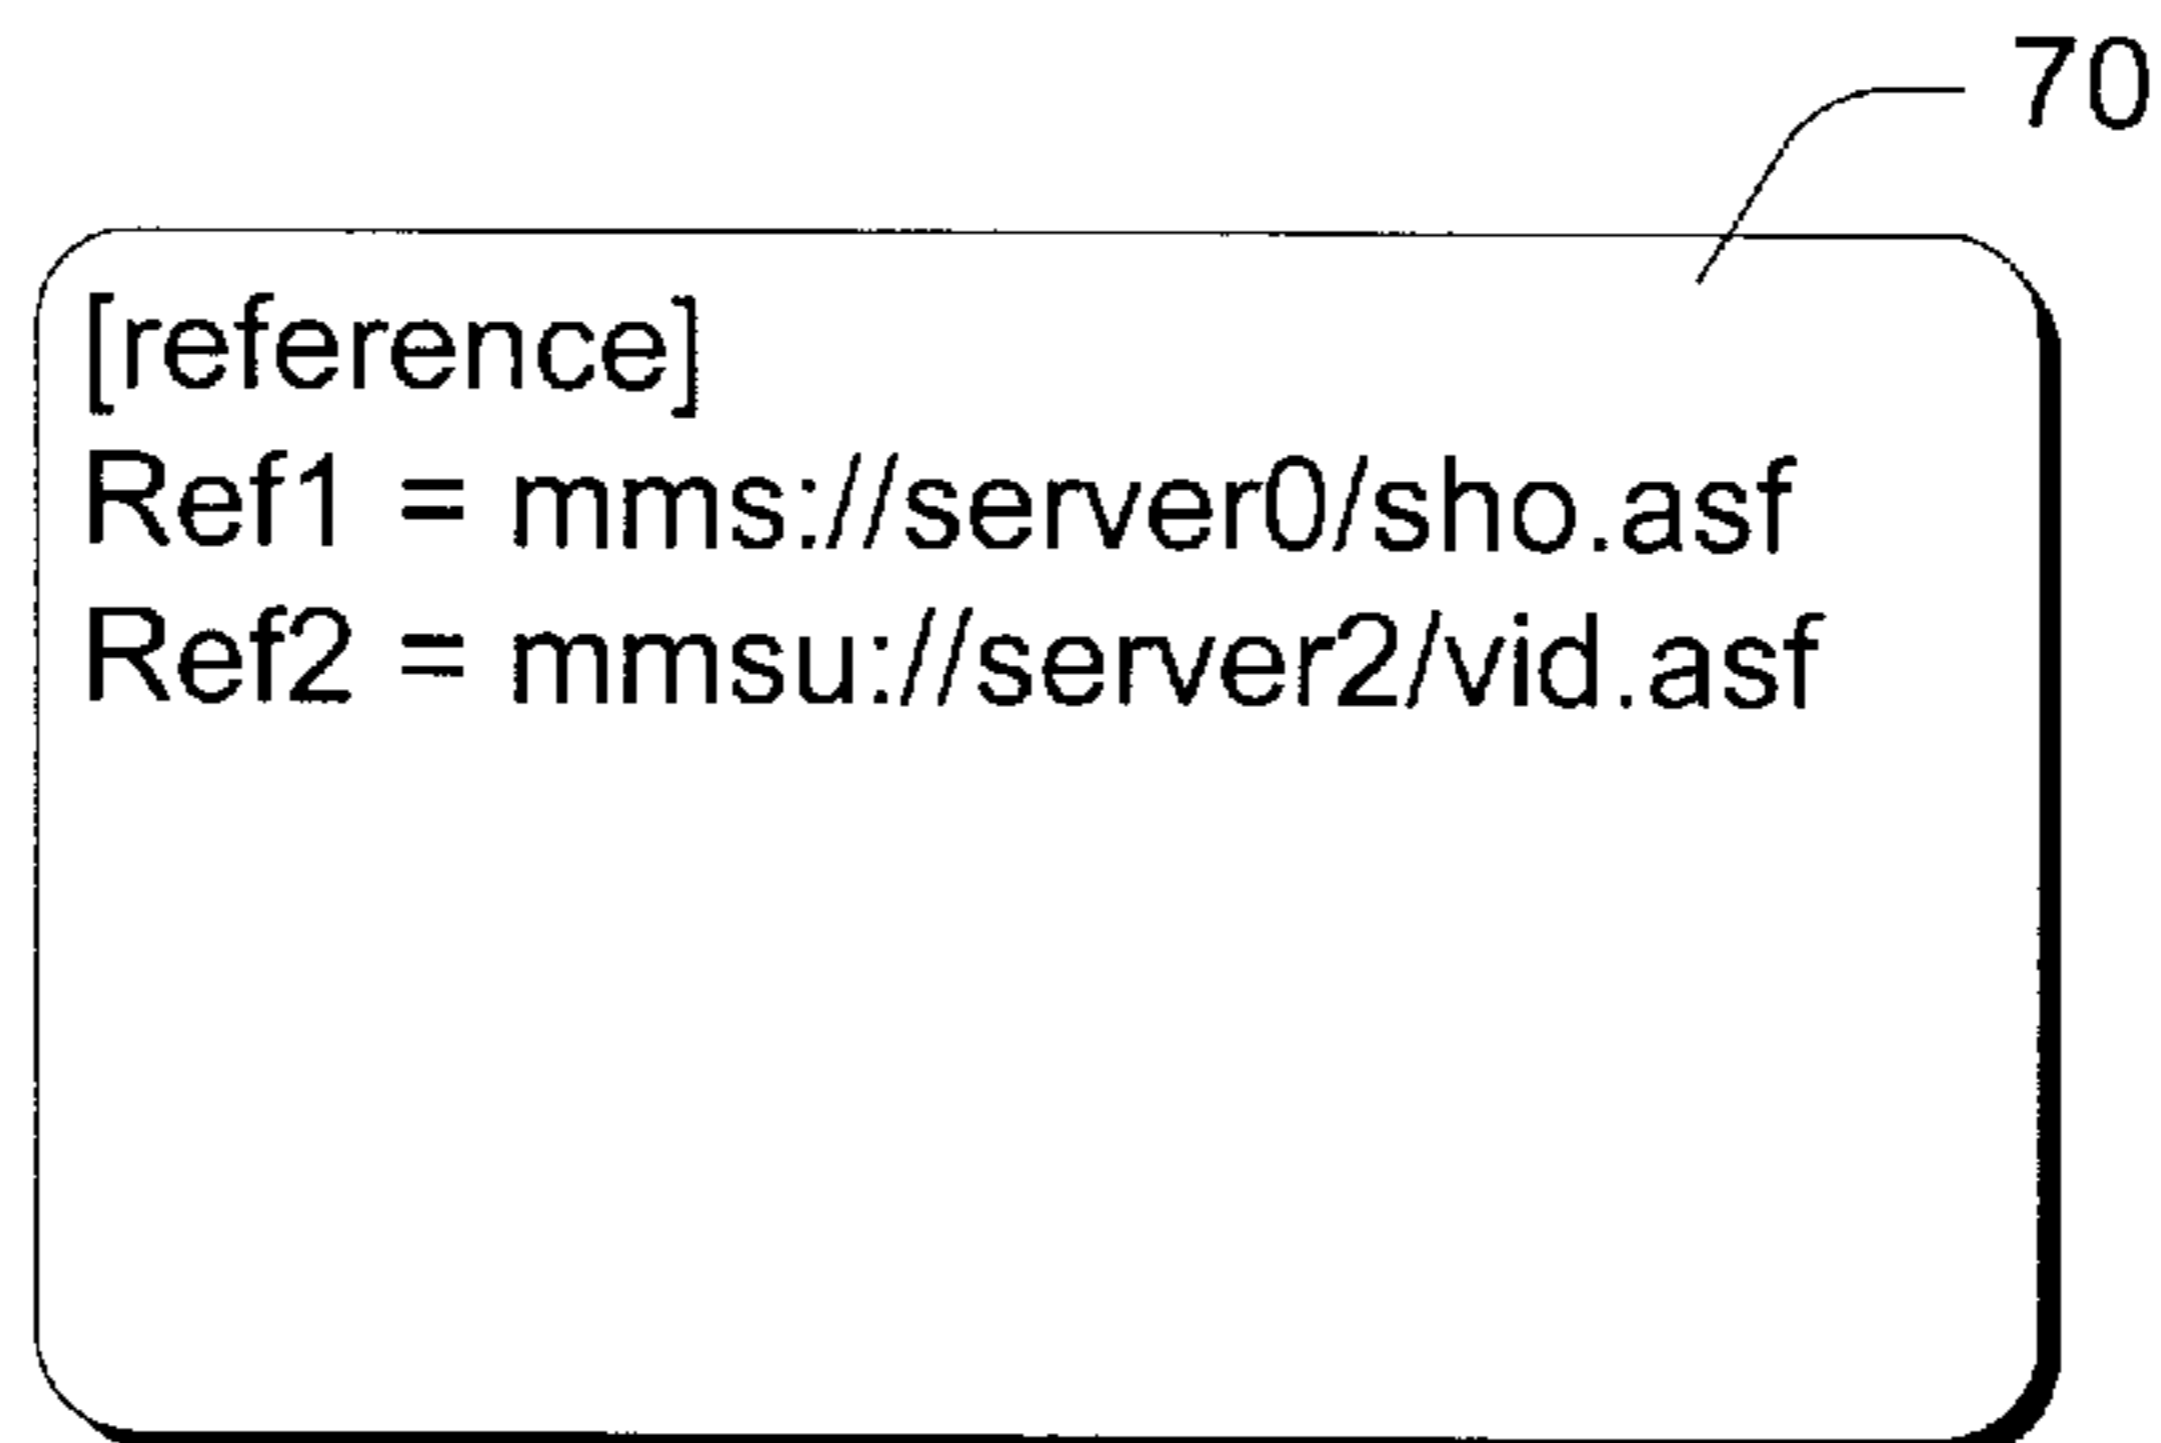 70
[reference]
Ref1 = mms://server0/sho.asf
Ref2 = mmsu://server2/vid.asf